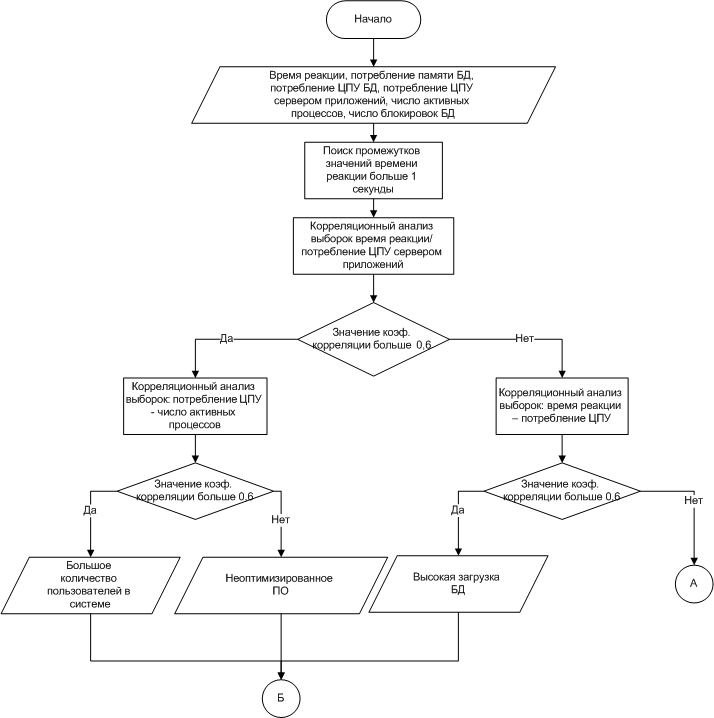 Начало
Время реакции, потребление памяти БД,
потребление ЦПУ БД, потребление ЦПУ
сервером приложений, число активных
процессов, число блокировок БД
Поиск промежутков
значений времени
реакции больше 1
секунды
Корреляционный анализ
выборок время реакции/
потребление ЦПУ сервером
приложений
Значение коэф.
корреляции больше 0,6
Да
Нет
Корреляционный анализ
выборок: потребление ЦПУ
- число активных
процессов
Корреляционный анализ
выборок: время реакции
– потребление ЦПУ
Значение коэф.
корреляции больше 0,6
Значение коэф.
корреляции больше 0,6
Да
Нет
Да
Нет
Большое
количество
пользователей в
системе
Неоптимизированное
ПО
Высокая загрузка
БД
А
Б